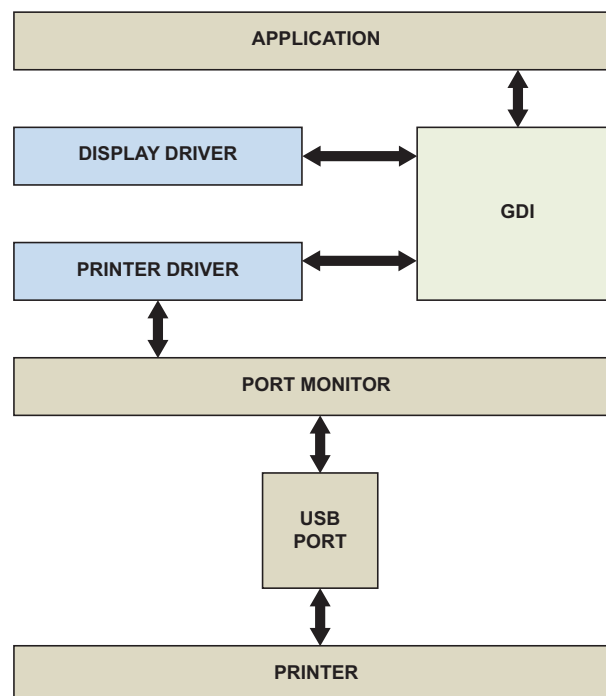 APPLICATION
DISPLAY DRIVER
GDI
PRINTER DRIVER
PORT MONITOR
USB
PORT
PRINTER